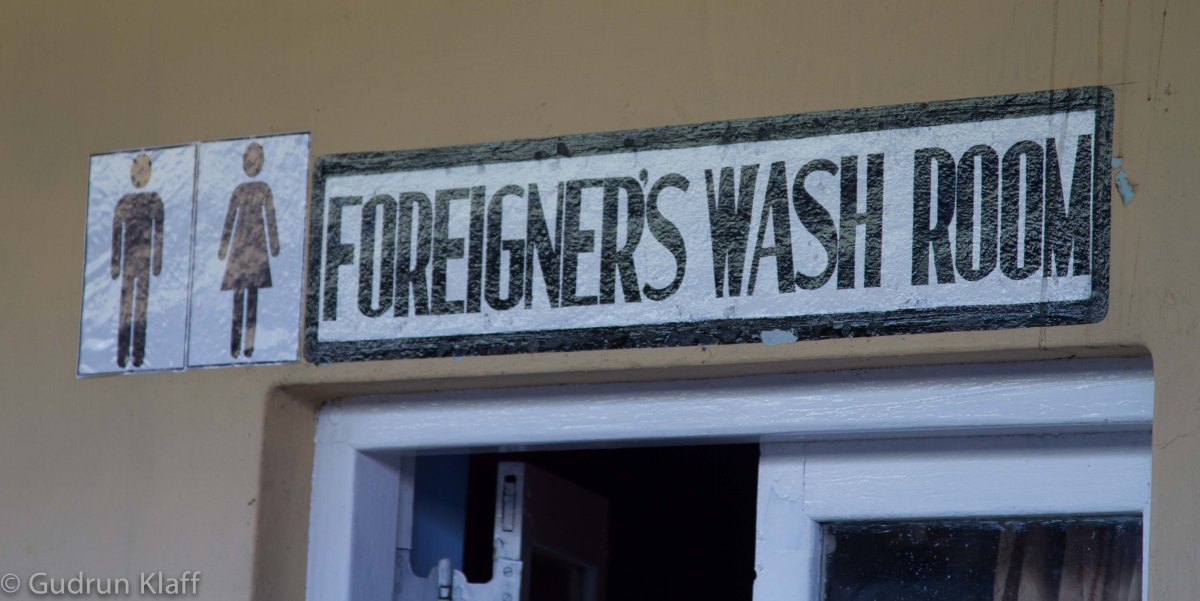 FOREIGNER'S WASH ROOM
© Gudrun Klaff